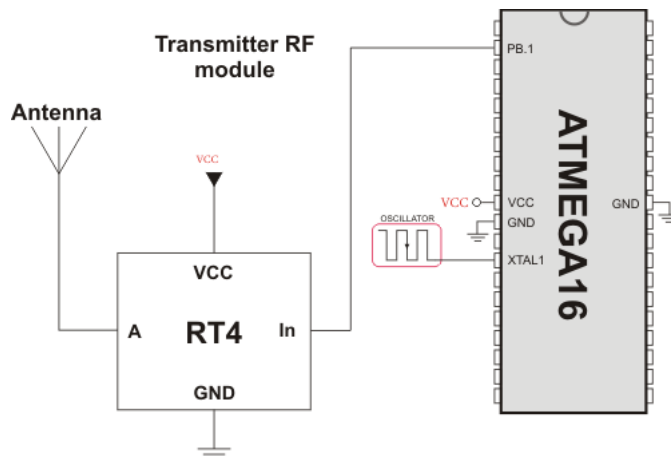 Transmitter RF
module
Antenna
VCC
VCC
A
RT4
In
GND
OSCILLATOR
PB.1
VCC
VCC
GND
XTAL1
GND
ATMEGA16